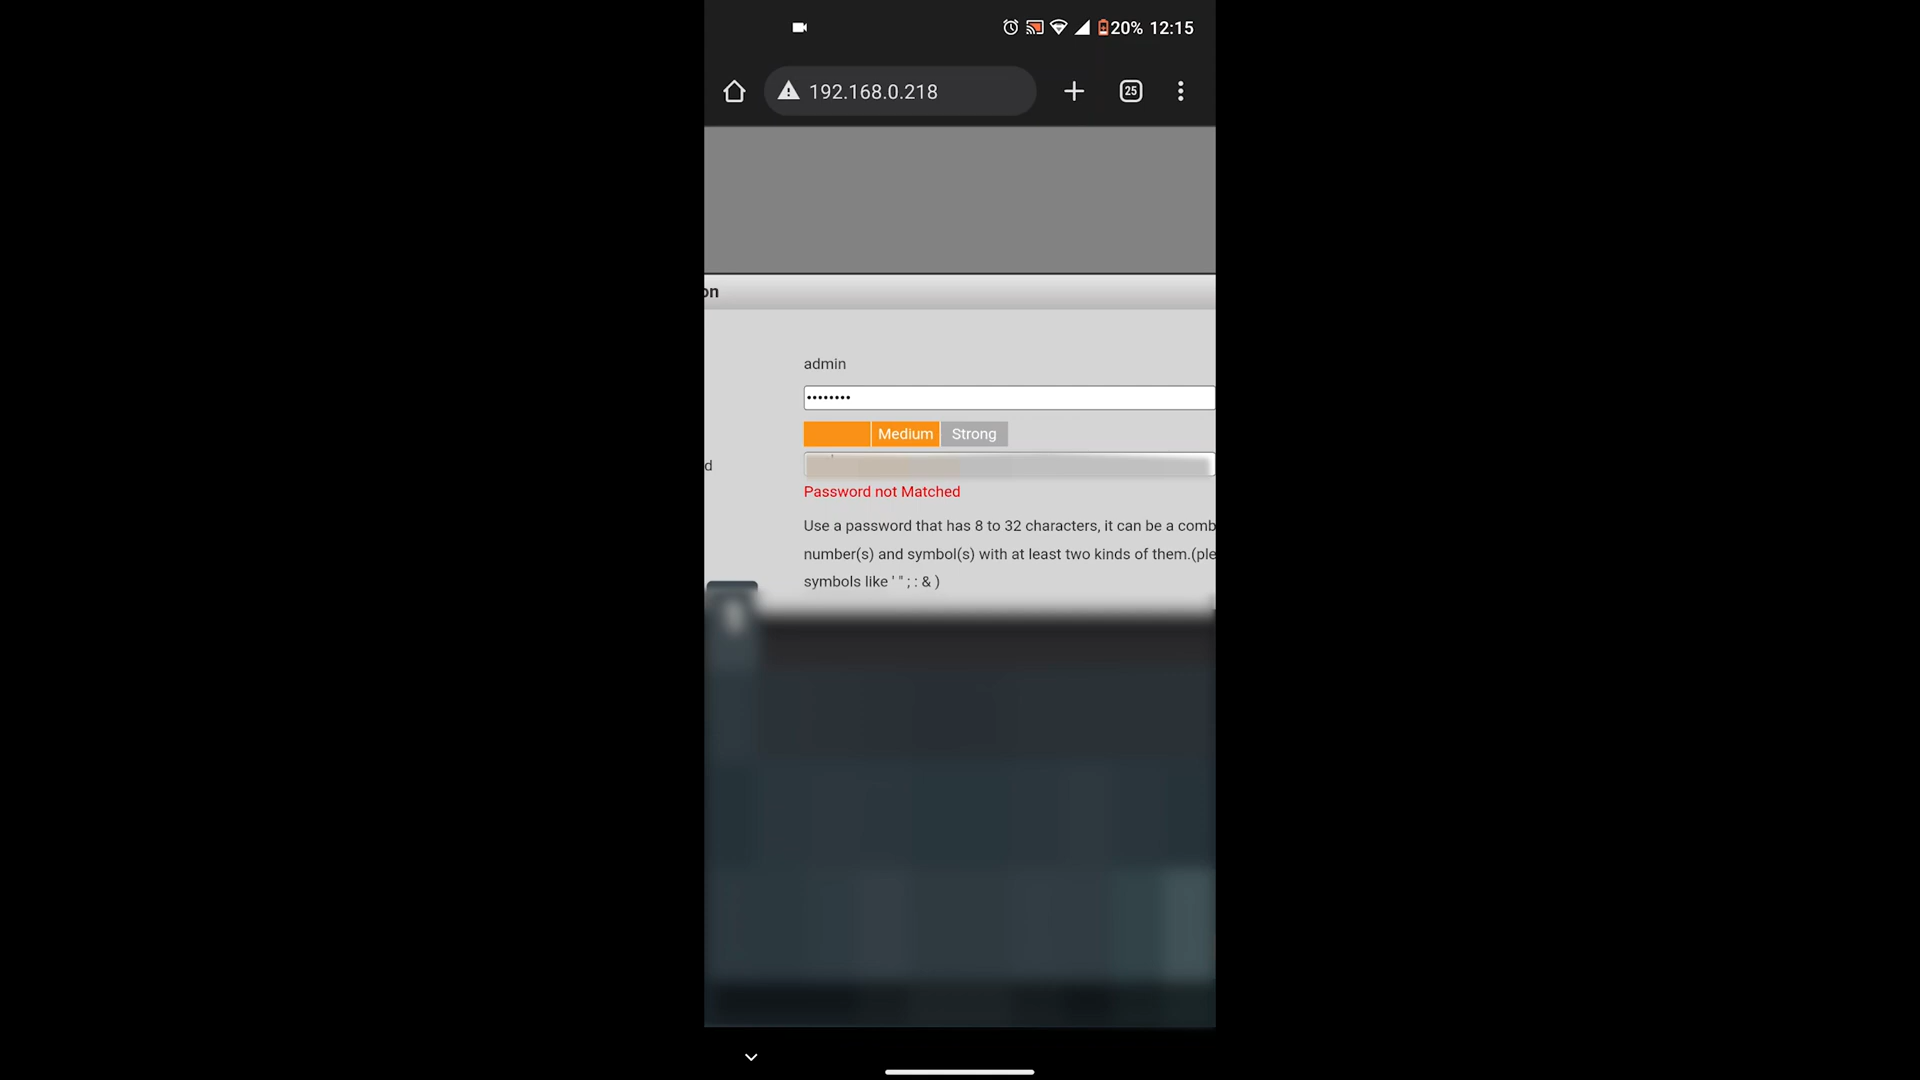 20% 12:15
192.168.0.218
25
on
admin
••••••••
Medium Strong
d
Password not Matched
Use a password that has 8 to 32 characters, it can be a comb
number(s) and symbol(s) with at least two kinds of them.(ple
symbols like ' " ; : & )